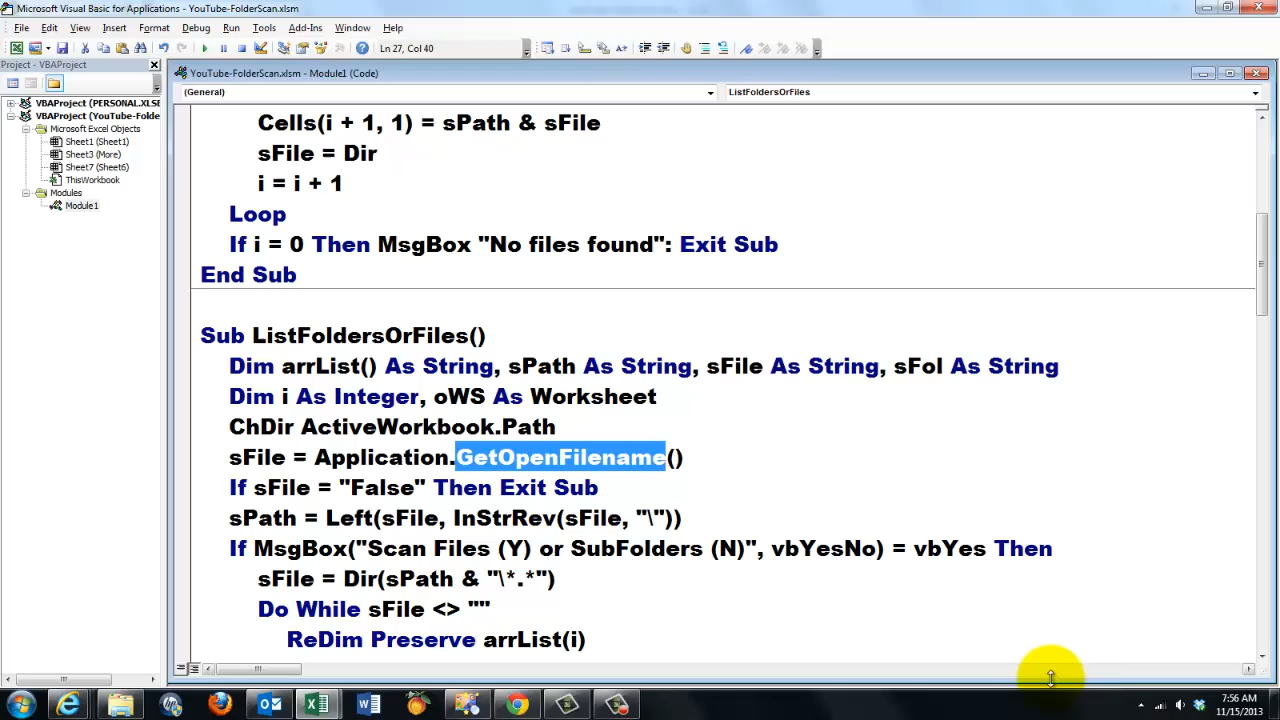 Microsoft Visual Basic for Applications - YouTube-FolderScan.xlsm
File Edit View Insert Format Debug Run Tools Add-Ins Window Help
Ln 27, Col 40
Project - VBAProject
YouTube-FolderScan.xlsm - Module1 (Code)
(General)
ListFoldersOrFiles
VBAProject (PERSONAL.XLSE
VBAProject (YouTube-Folde
Microsoft Excel Objects
Sheet1 (Sheet1)
Sheet3 (More)
Sheet7 (Sheet6)
ThisWorkbook
Modules
Module1
Cells(i + 1, 1) = sPath & sFile
sFile = Dir
i = i + 1
Loop
If i = 0 Then MsgBox "No files found": Exit Sub
End Sub
Sub ListFoldersOrFiles()
Dim arrList() As String, sPath As String, sFile As String, sFol As String
Dim i As Integer, oWS As Worksheet
ChDir ActiveWorkbook.Path
sFile = Application.GetOpenFilename()
If sFile = "False" Then Exit Sub
sPath = Left(sFile, InStrRev(sFile, "\"))
If MsgBox("Scan Files (Y) or SubFolders (N)", vbYesNo) = vbYes Then
sFile = Dir(sPath & "\*.*")
Do While sFile <> ""
ReDim Preserve arrList(i)
7:56 AM
11/15/2013